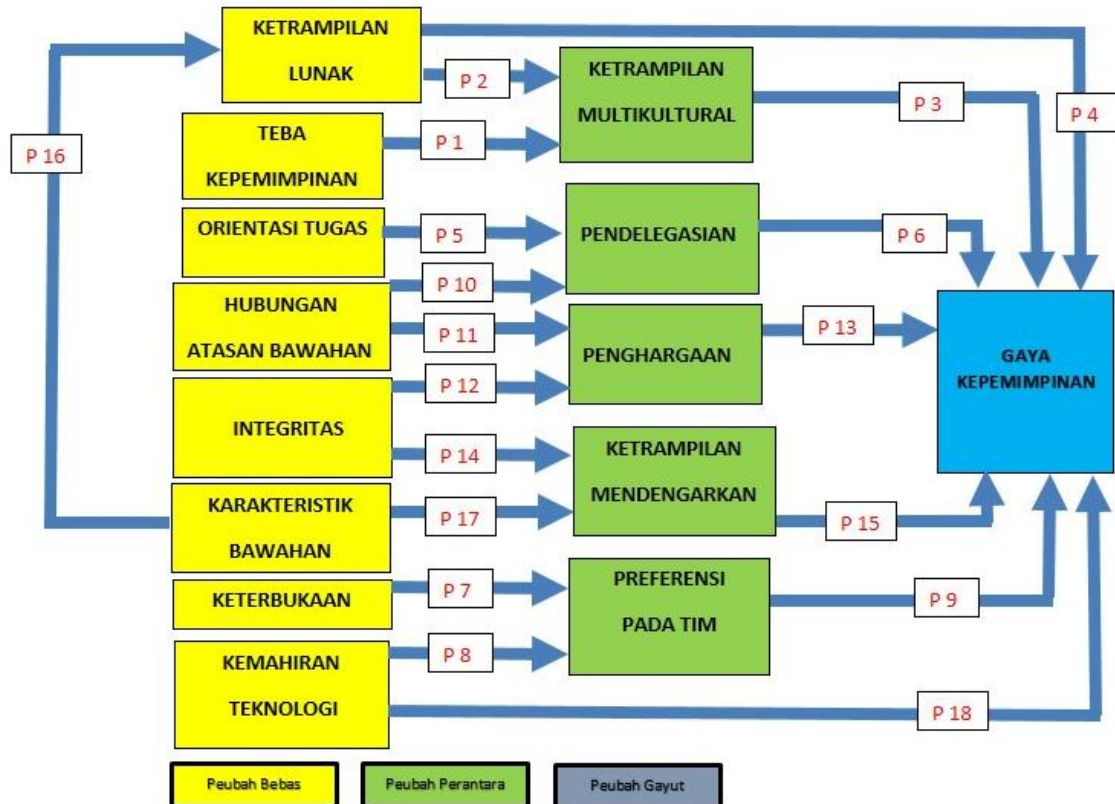 KETRAMPILAN
LUNAK
P 2
KETRAMPILAN
MULTIKULTURAL
P 3
P 4
P 16
TEBA
KEPEMIMPINAN
P 1
ORIENTASI TUGAS
P 5
PENDELEGASIAN
P 6
HUBUNGAN
ATASAN BAWAHAN
P 10
P 11
PENGHARGAAN
P 13
GAYA
KEPEMIMPINAN
P 12
INTEGRITAS
P 14
KETRAMPILAN
MENDENGARKAN
P 15
KARAKTERISTIK
BAWAHAN
P 17
KETERBUKAAN
P 7
PREFERENSI
PADA TIM
P 9
P 8
KEMAHIRAN
TEKNOLOGI
P 18
Peubah Bebas
Peubah Perantara
Peubah Gayut